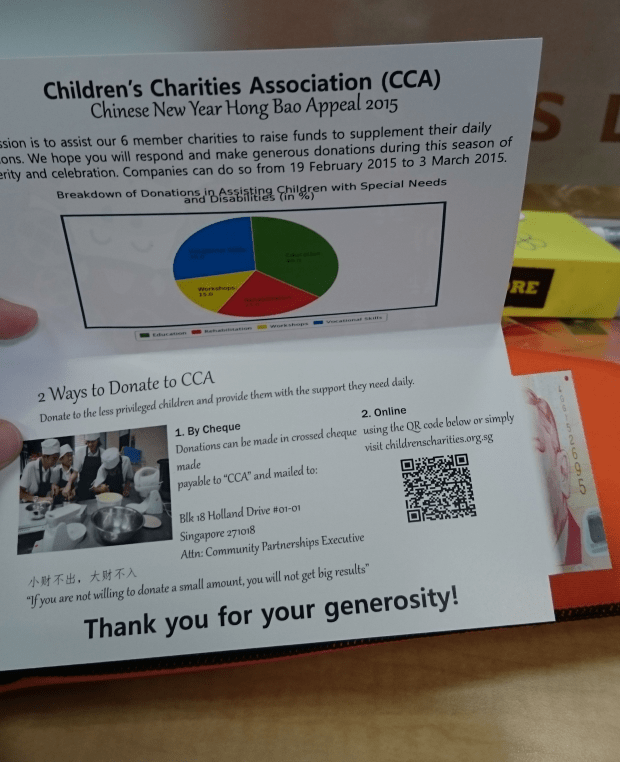 Children's Charities Association (CCA)
Chinese New Year Hong Bao Appeal 2015
is to assist our 6 member charities to raise funds to supplement their daily
We hope you will respond and make generous donations during this season of
and celebration. Companies can do so from 19 February 2015 to 3 March 2015.
Breakdown of Donations in Assisting Children with Special Needs
and Disabilities (in %)
Workshops
15.0
Education Rehabilitation Workshops Vocational Skills
2 Ways to Donate to CCA
Donate to the less privileged children and provide them with the support they need daily.
1. By Cheque
Donations can be made in crossed cheque
made
payable to "CCA" and mailed to:
Blk 18 Holland Drive #01-01
Singapore 271018
Attn: Community Partnerships Executive
2. Online
using the QR code below or simply
visit childrenscharities.org.sg
小财不出，大财不入
"If you are not willing to donate a small amount, you will not get big results"
Thank you for your generosity!
RE